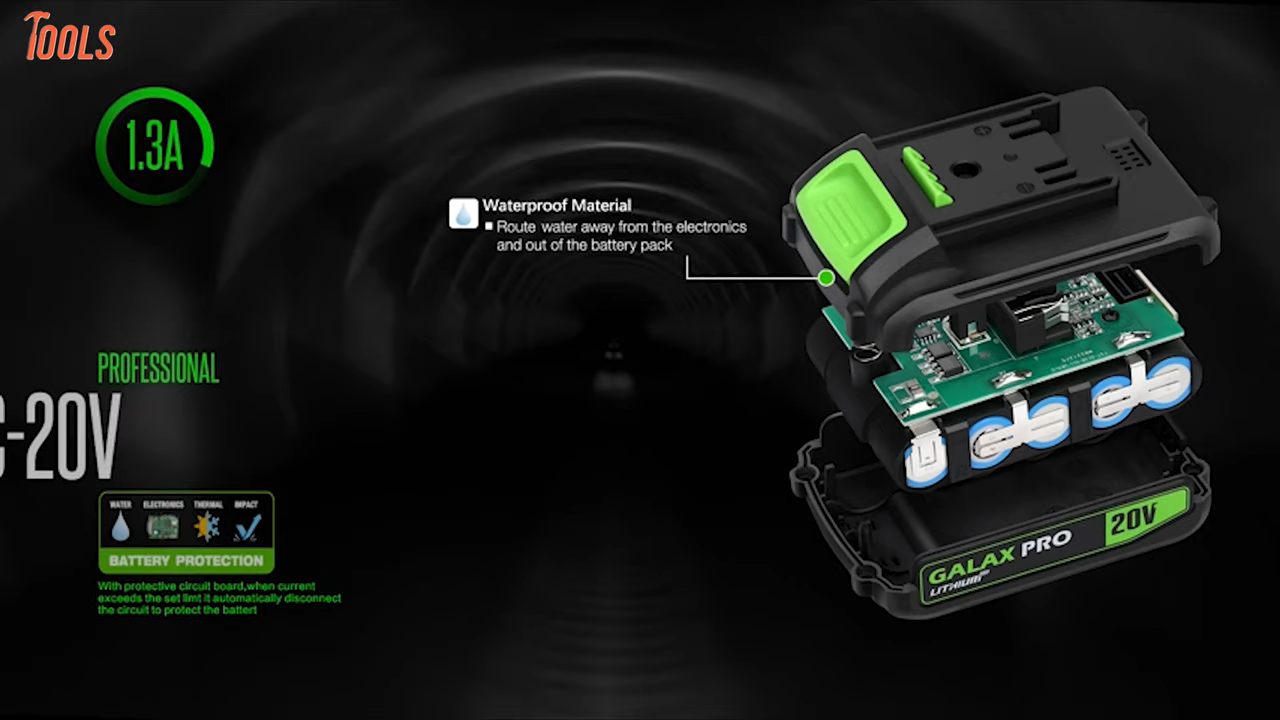 TOOLS
1.3A
Waterproof Material
Route water away from the electronics
and out of the battery pack
PROFESSIONAL
-20V
WATER ELECTRONICS THERMAL IMPACT
BATTERY PROTECTION
With protective circuit board,when current
exceeds the set limt it automatically disconnect
the circuit to protect the battert
GALAX PRO 20V
LITHIUM